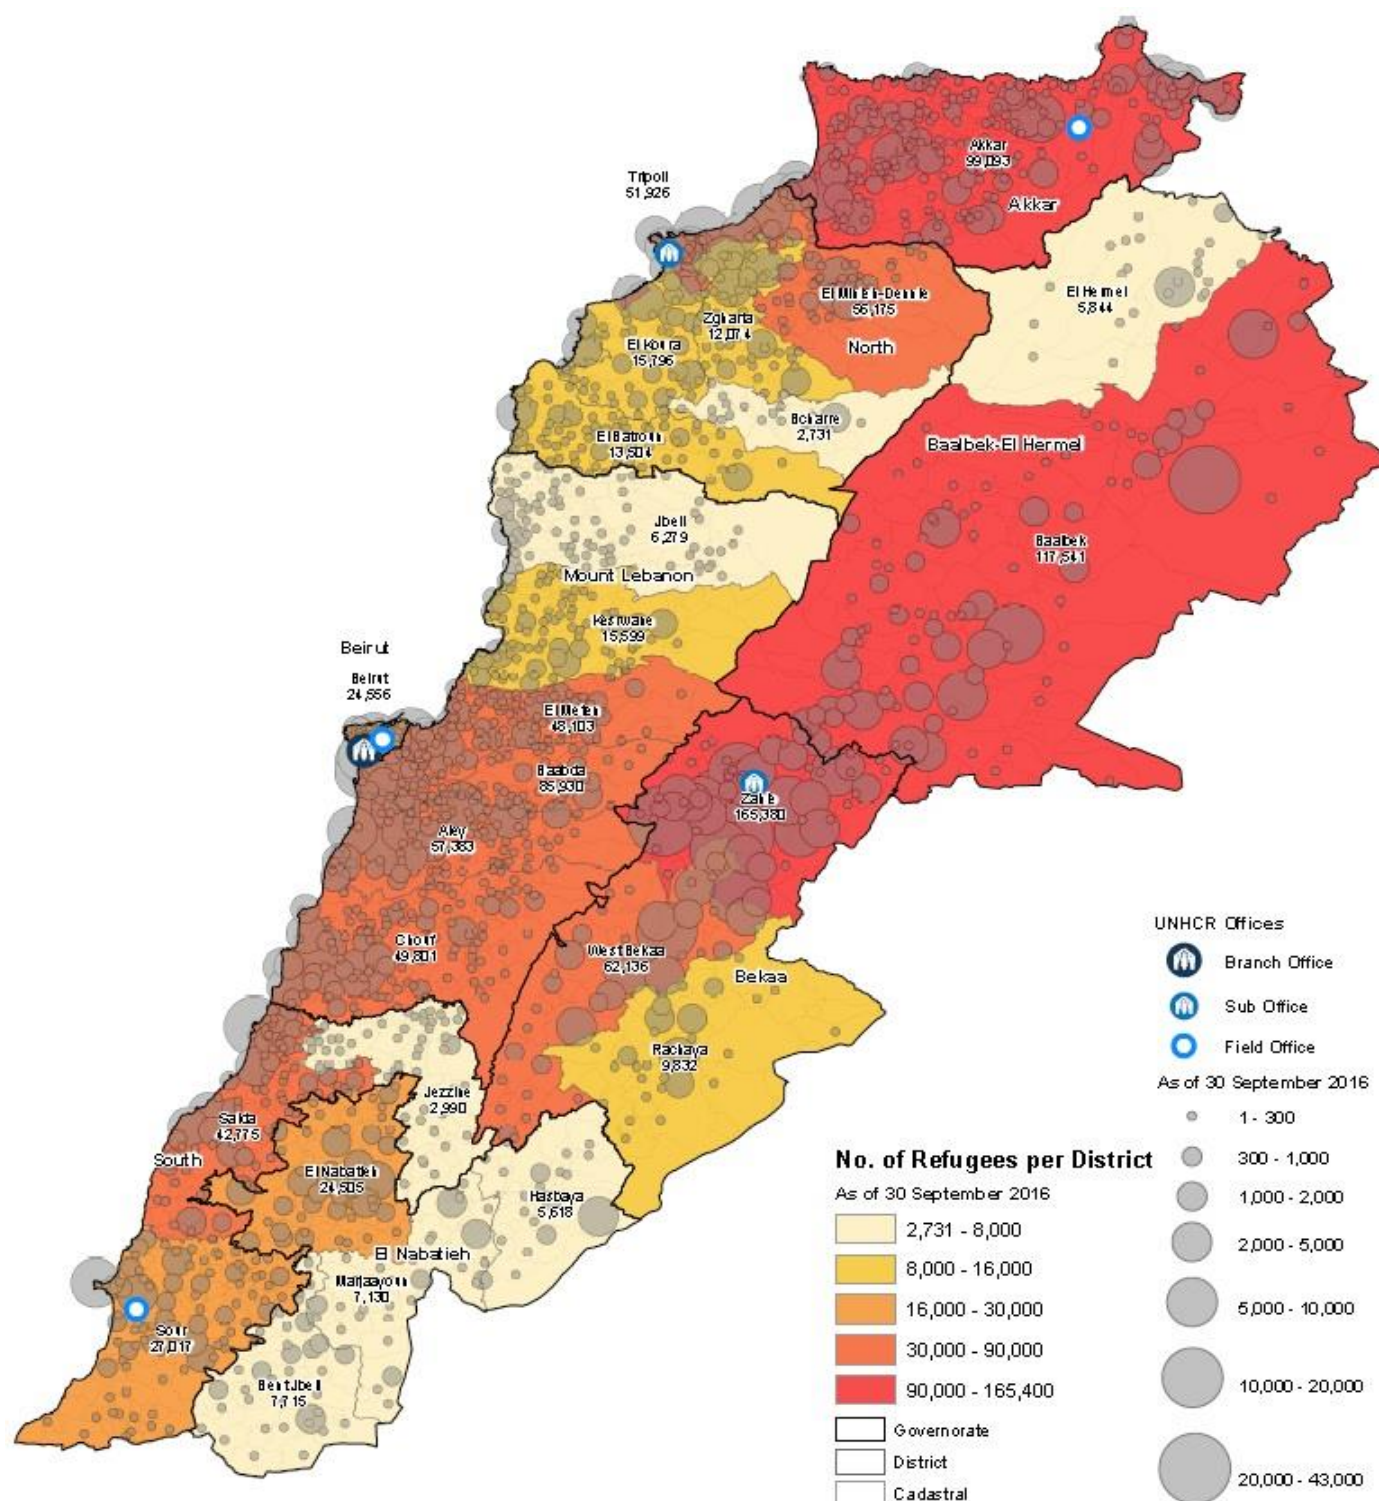 Akkar
99,093
Akkar
Tripoli
51,926
El Hermel
5,844
El Minieh-Dennie
56,175
Zgharta
12,074
El Koura
15,796
North
Bcharre
2,731
El Batroun
13,504
Baalbek-El Hermel
Jbeil
6,279
Baalbek
117,541
Mount Lebanon
Kesrwane
15,599
Beirut
Beirut
24,556
El Meten
48,103
Baabda
85,930
Zahle
165,380
Aley
57,383
Chouf
49,801
West Bekaa
62,136
Bekaa
Rachaya
9,832
Jezzine
2,990
Saida
42,775
South
El Nabatieh
24,505
Hasbaya
5,618
El Nabatieh
Marjaayoun
7,130
Sour
27,017
Bent Jbeil
7,715
UNHCR Offices
Branch Office
Sub Office
Field Office
As of 30 September 2016
1 - 300
300 - 1,000
1,000 - 2,000
2,000 - 5,000
5,000 - 10,000
10,000 - 20,000
20,000 - 43,000
No. of Refugees per District
As of 30 September 2016
2,731 - 8,000
8,000 - 16,000
16,000 - 30,000
30,000 - 90,000
90,000 - 165,400
Governorate
District
Cadastral